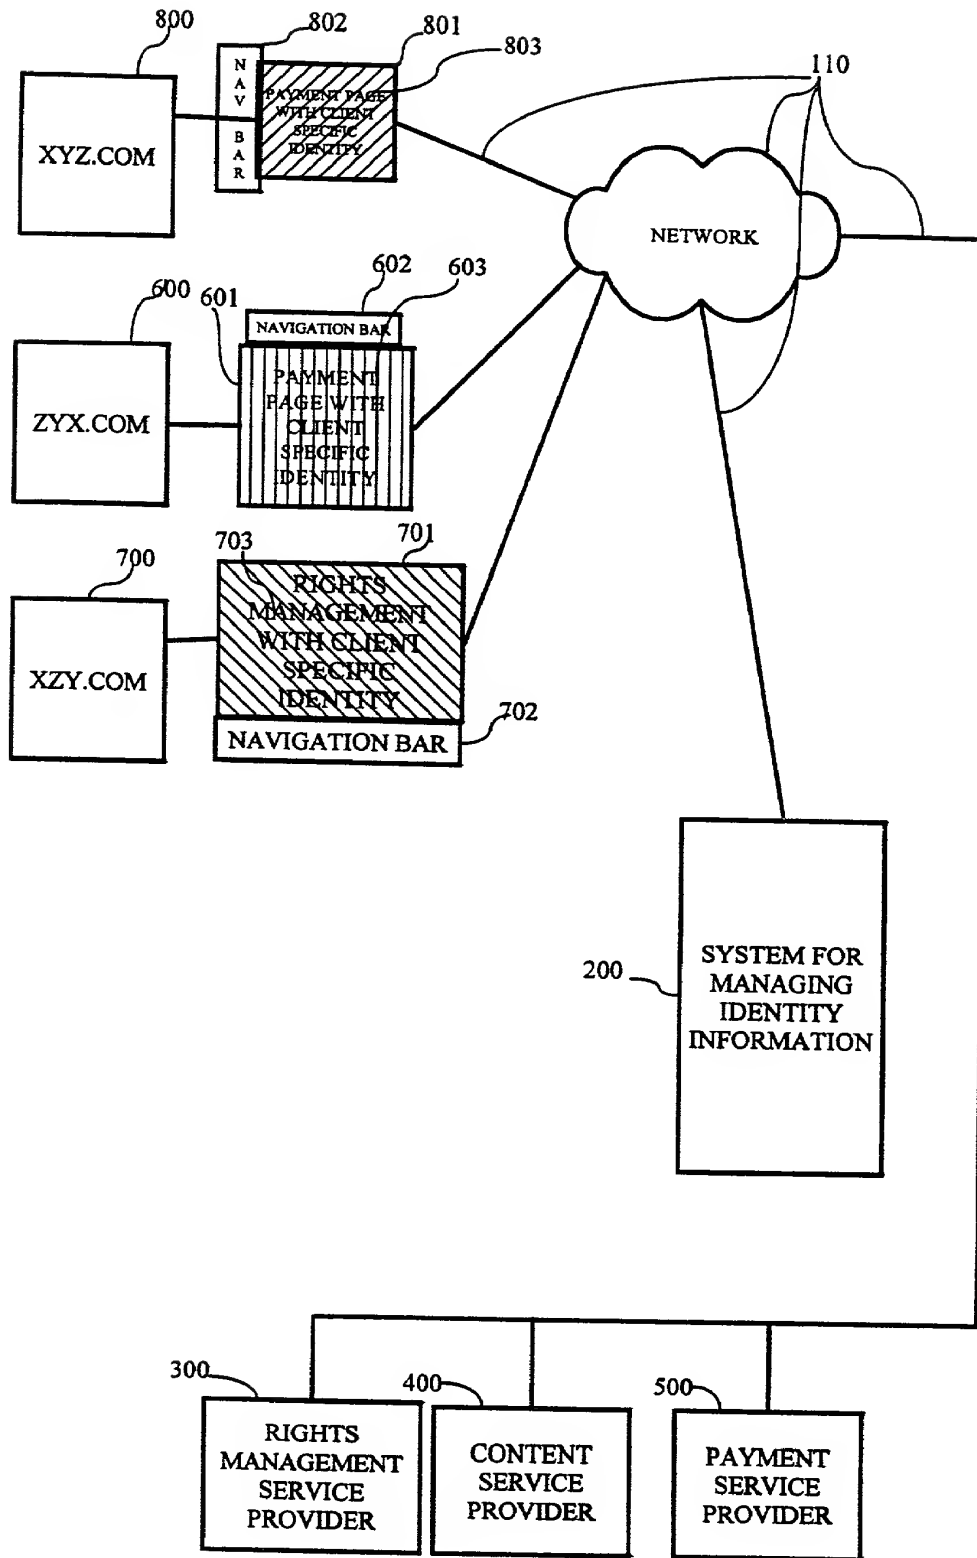 800
802
801
803
110
XYZ.COM
NAV BAR
PAYMENT PAGE
WITH CLIENT
SPECIFIC
IDENTITY
NETWORK
600
601
602
603
ZYX.COM
NAVIGATION BAR
PAYMENT
PAGE WITH
CLIENT
SPECIFIC
IDENTITY
700
703
701
XZY.COM
RIGHTS
MANAGEMENT
WITH CLIENT
SPECIFIC
IDENTITY
702
NAVIGATION BAR
200
SYSTEM FOR
MANAGING
IDENTITY
INFORMATION
300
RIGHTS
MANAGEMENT
SERVICE
PROVIDER
400
CONTENT
SERVICE
PROVIDER
500
PAYMENT
SERVICE
PROVIDER